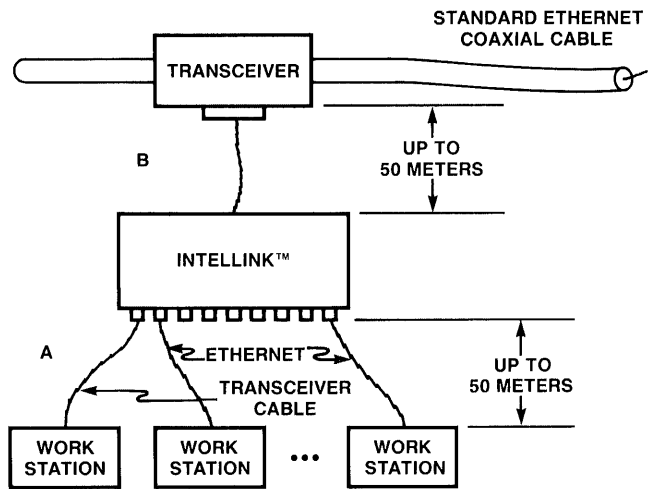 STANDARD ETHERNET
COAXIAL CABLE
TRANSCEIVER
B
UP TO
50 METERS
INTELLINK™
A
ETHERNET
TRANSCEIVER
CABLE
UP TO
50 METERS
WORK
STATION
WORK
STATION
•••
WORK
STATION